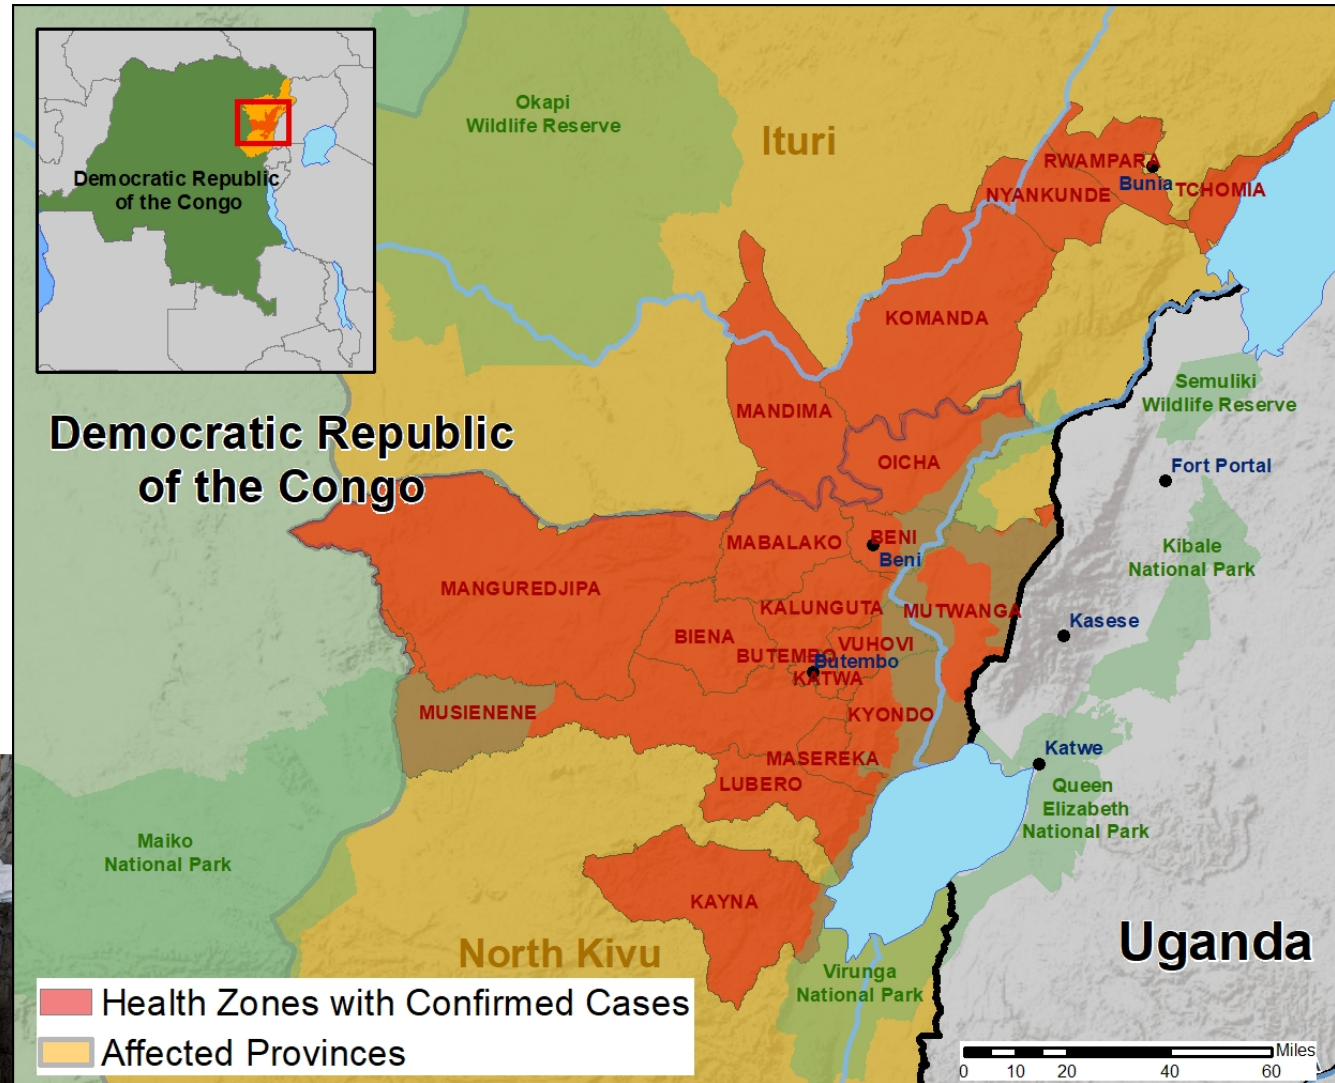 Democratic Republic
of the Congo
Okapi
Wildlife Reserve
Ituri
RWAMPARA
Bunia
TCHOMIA
NYANKUNDE
KOMANDA
Semuliki
Wildlife Reserve
MANDIMA
Democratic Republic
of the Congo
OICHA
Fort Portal
MABALAKO
BENI
Beni
Kibale
National Park
MANGUREDJIPA
KALUNGUTA
MUTWANGA
Kasese
BIENA
VUHOVI
BUTEMBO
Butembo
KATWA
MUSIENENE
KYONDO
Katwe
MASEREKA
LUBERO
Queen
Elizabeth
National Park
Maiko
National Park
KAYNA
North Kivu
Uganda
Virunga
National Park
Health Zones with Confirmed Cases
Affected Provinces
Miles
0 10 20 40 60